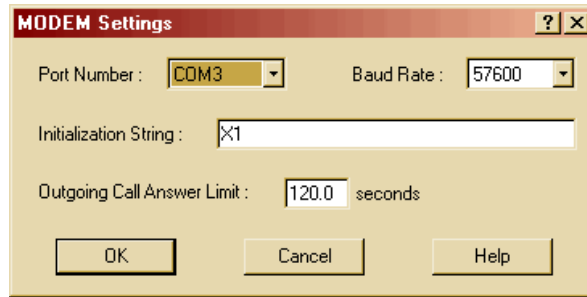 MODEM Settings
Port Number : COM3 Baud Rate : 57600
Initialization String : X1
Outgoing Call Answer Limit : 120.0 seconds
OK Cancel Help